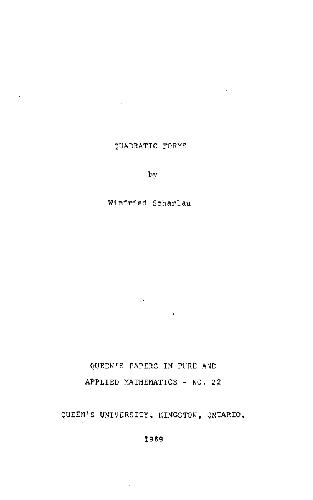 QUADRATIC FORMS
by
Winfried Scharlau
QUEEN'S PAPERS IN PURE AND
APPLIED MATHEMATICS - NO. 22
QUEEN'S UNIVERSITY, KINGSTON, ONTARIO.
1969